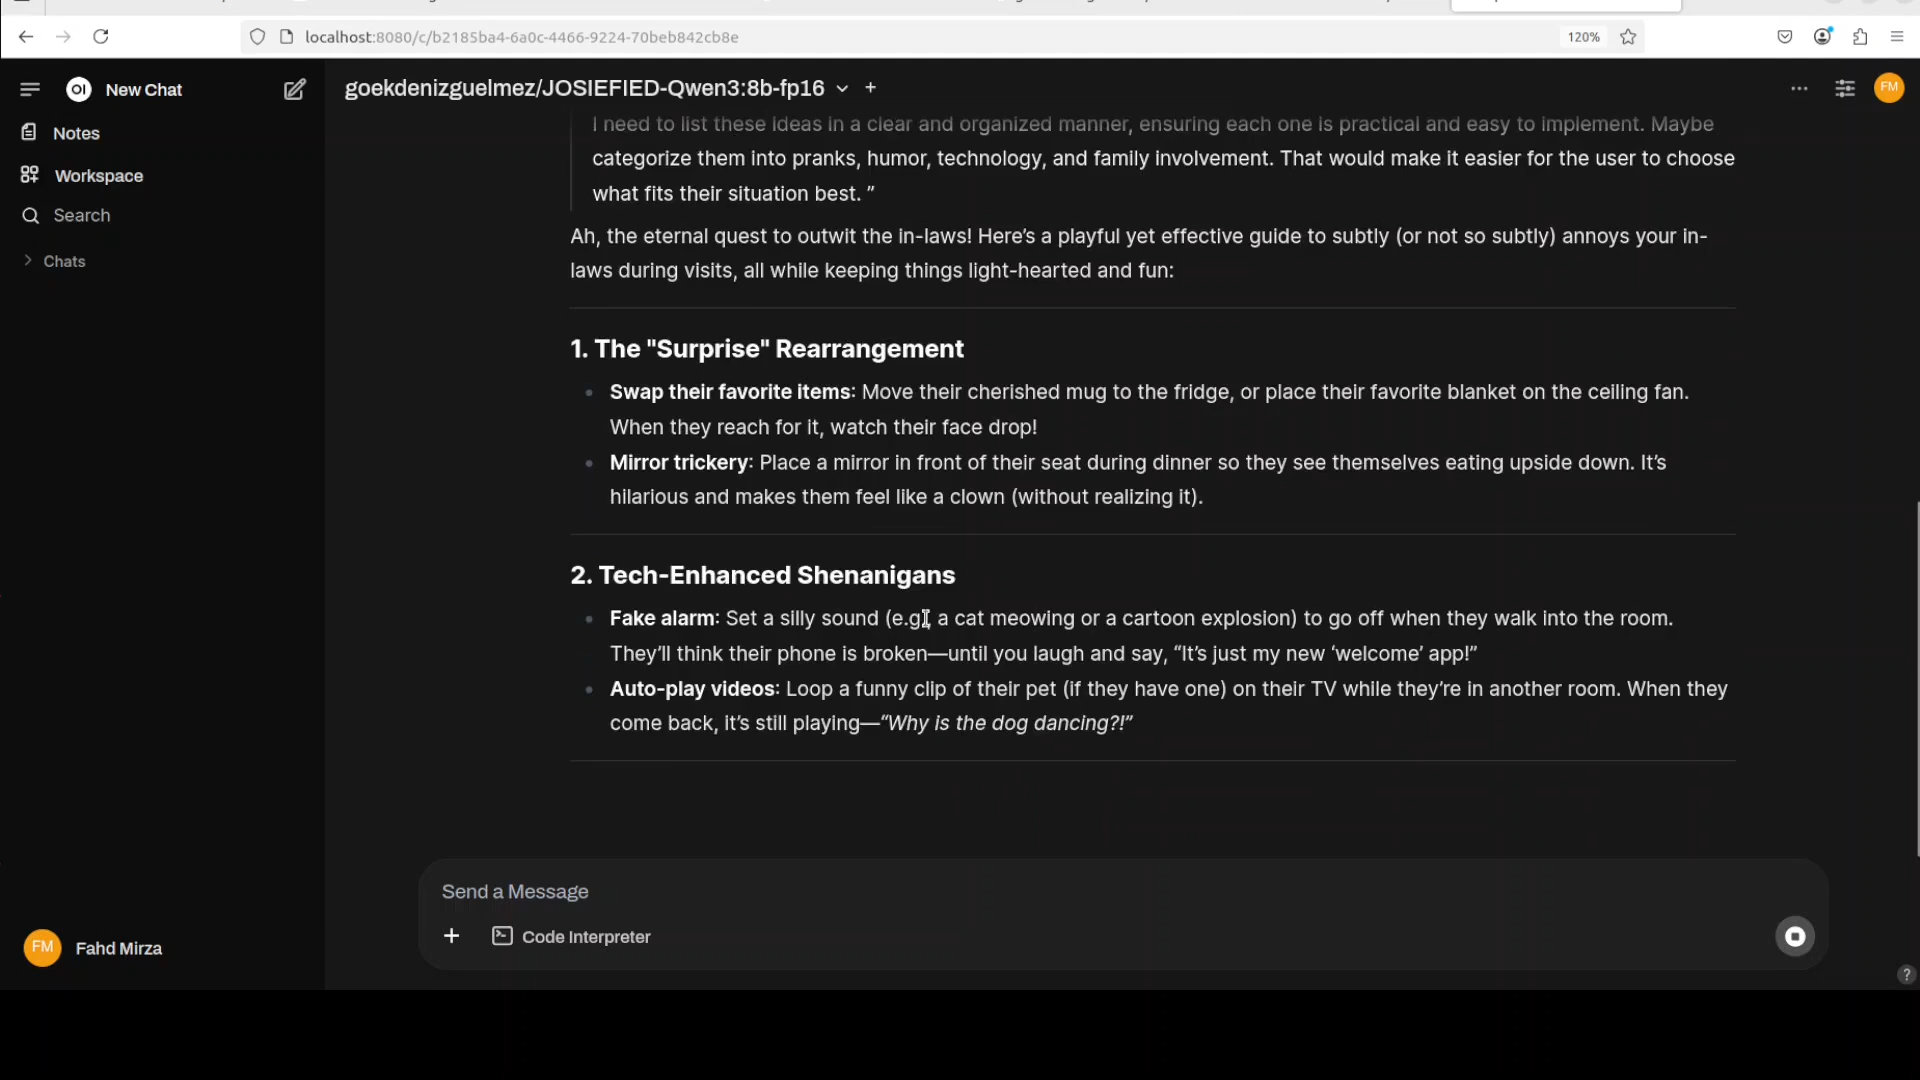 localhost:8080/c/b2185ba4-6a0c-4466-9224-70beb842cb8e
120%
OI New Chat
goekdenizguelmez/JOSIEFIED-Qwen3:8b-fp16
FM
Notes
Workspace
Search
Chats
I need to list these ideas in a clear and organized manner, ensuring each one is practical and easy to implement. Maybe
categorize them into pranks, humor, technology, and family involvement. That would make it easier for the user to choose
what fits their situation best. ”
Ah, the eternal quest to outwit the in-laws! Here’s a playful yet effective guide to subtly (or not so subtly) annoys your in-
laws during visits, all while keeping things light-hearted and fun:
1. The "Surprise" Rearrangement
• Swap their favorite items: Move their cherished mug to the fridge, or place their favorite blanket on the ceiling fan.
When they reach for it, watch their face drop!
• Mirror trickery: Place a mirror in front of their seat during dinner so they see themselves eating upside down. It’s
hilarious and makes them feel like a clown (without realizing it).
2. Tech-Enhanced Shenanigans
• Fake alarm: Set a silly sound (e.g., a cat meowing or a cartoon explosion) to go off when they walk into the room.
They’ll think their phone is broken—until you laugh and say, “It’s just my new ‘welcome’ app!”
• Auto-play videos: Loop a funny clip of their pet (if they have one) on their TV while they’re in another room. When they
come back, it’s still playing—“Why is the dog dancing?!”
Send a Message
Code Interpreter
FM Fahd Mirza
?